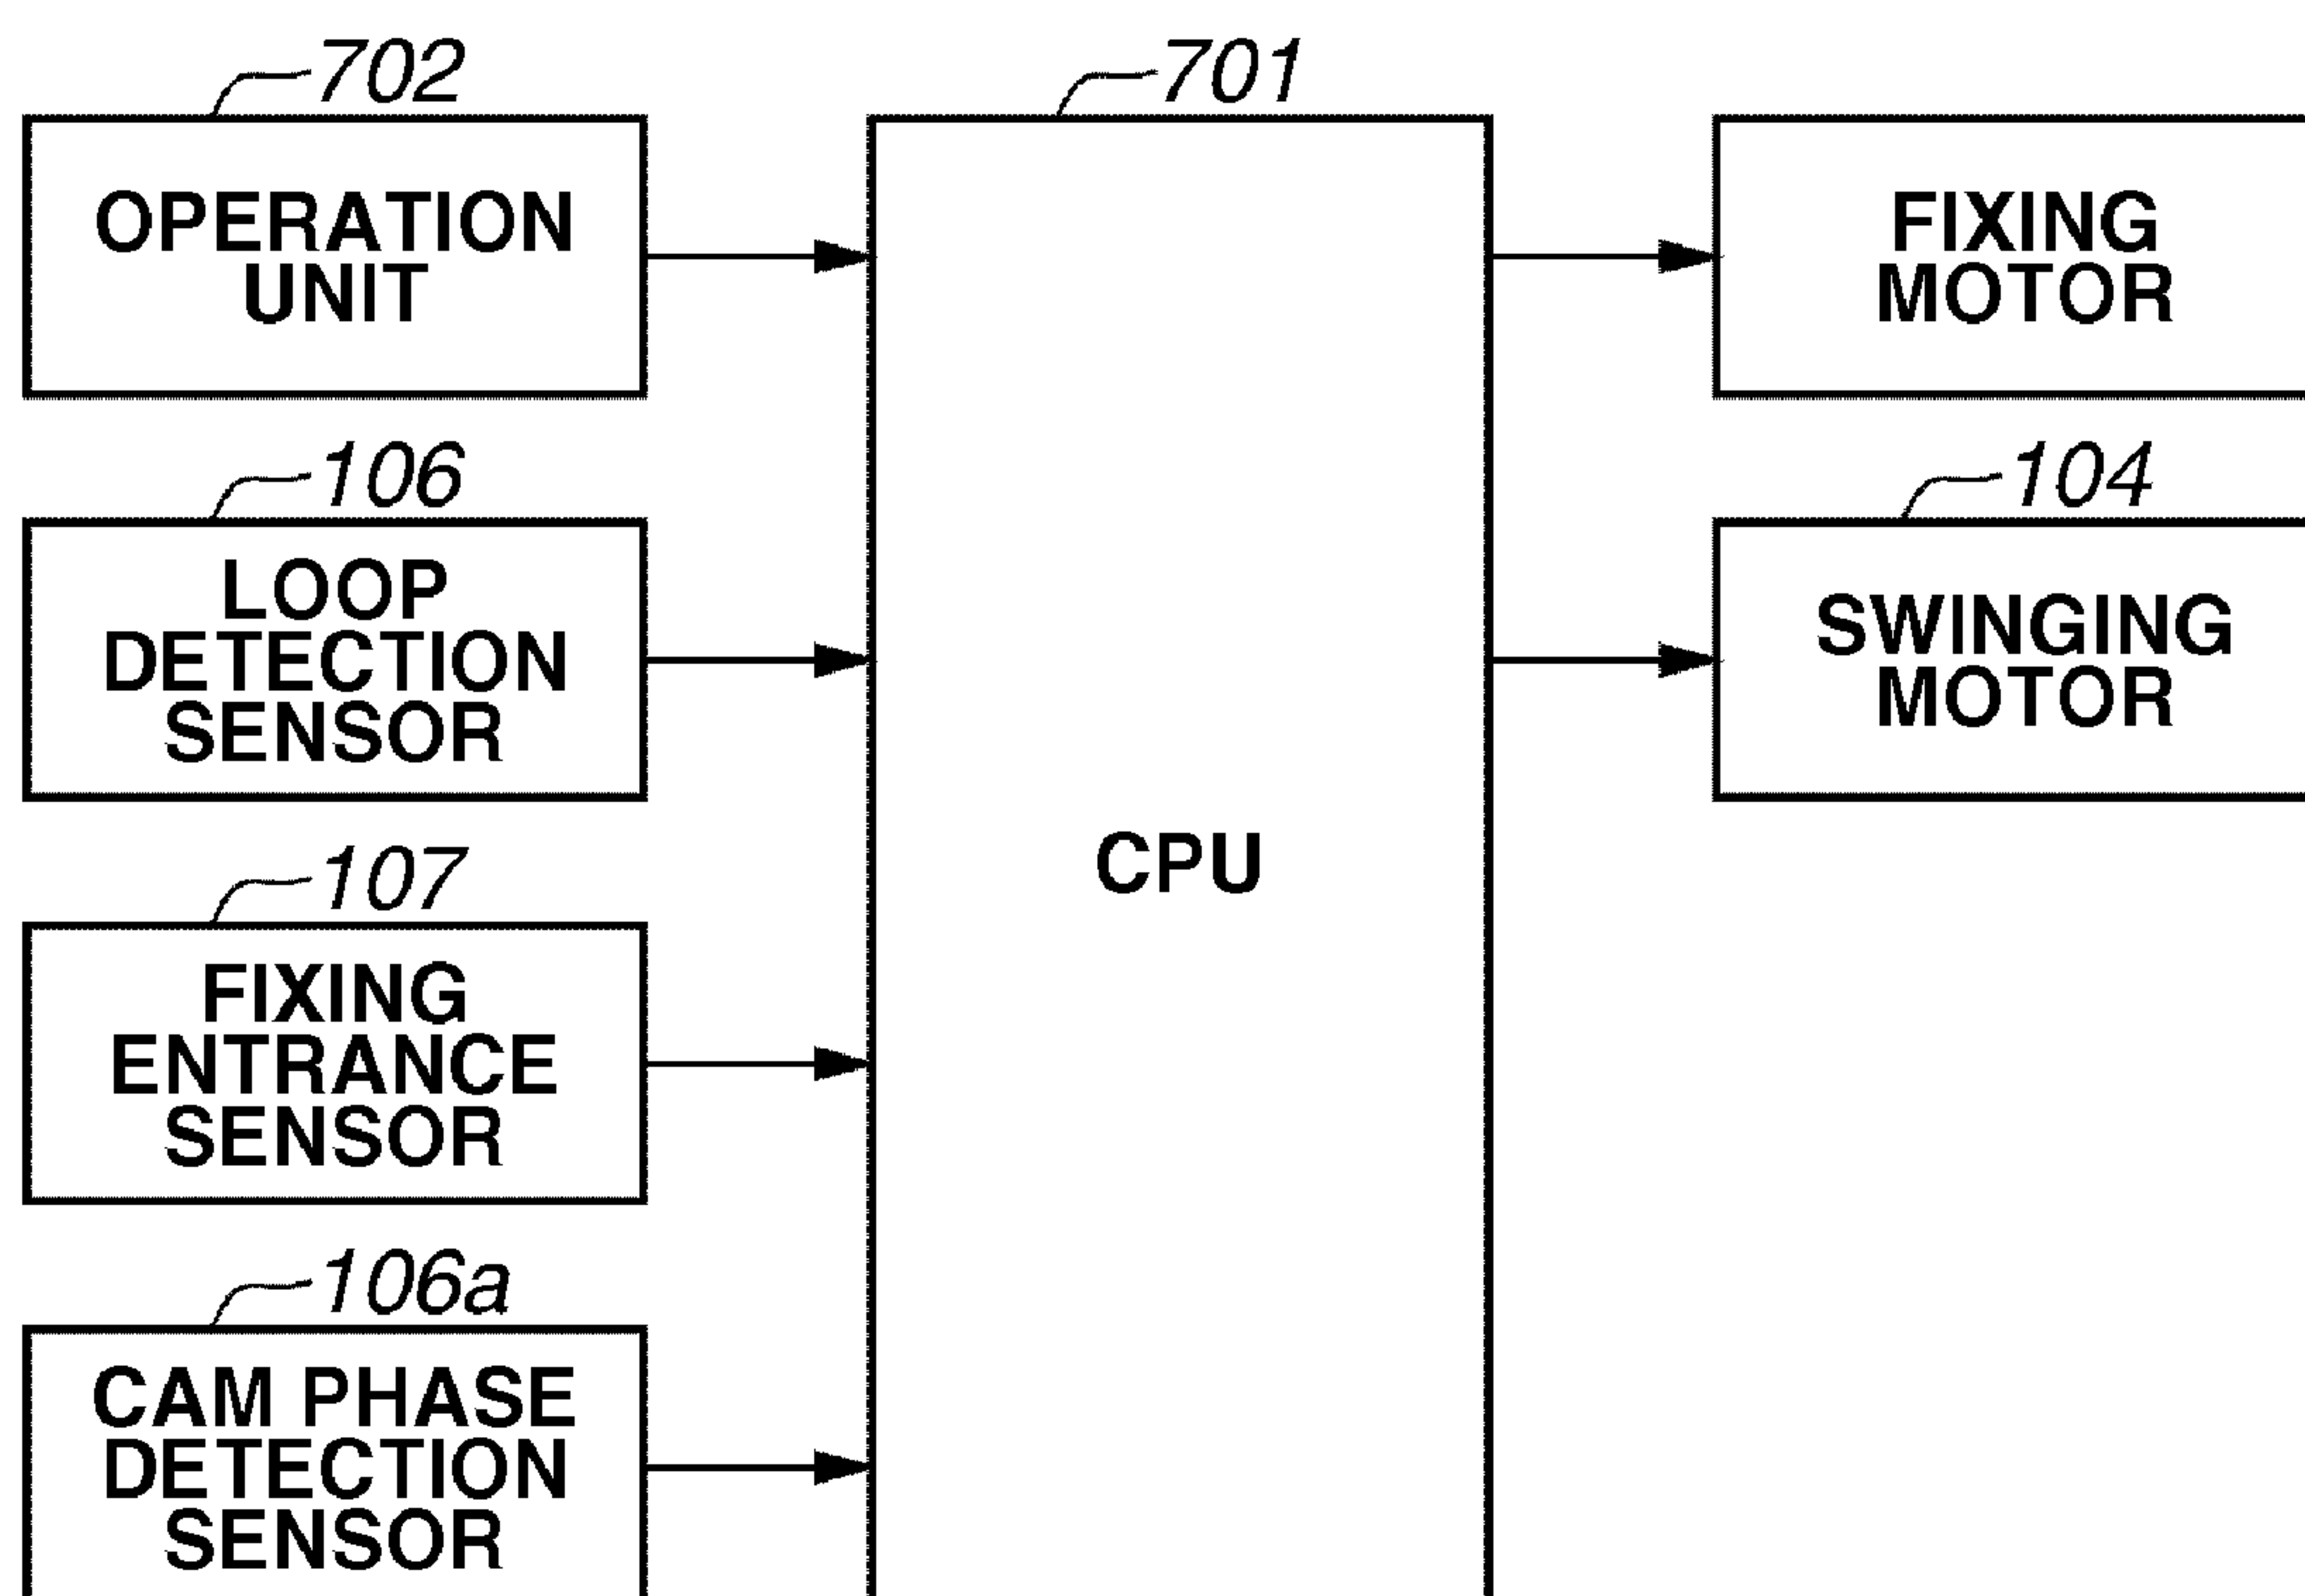 702
OPERATION
UNIT
106
LOOP
DETECTION
SENSOR
107
FIXING
ENTRANCE
SENSOR
106a
CAM PHASE
DETECTION
SENSOR
701
CPU
FIXING
MOTOR
104
SWINGING
MOTOR